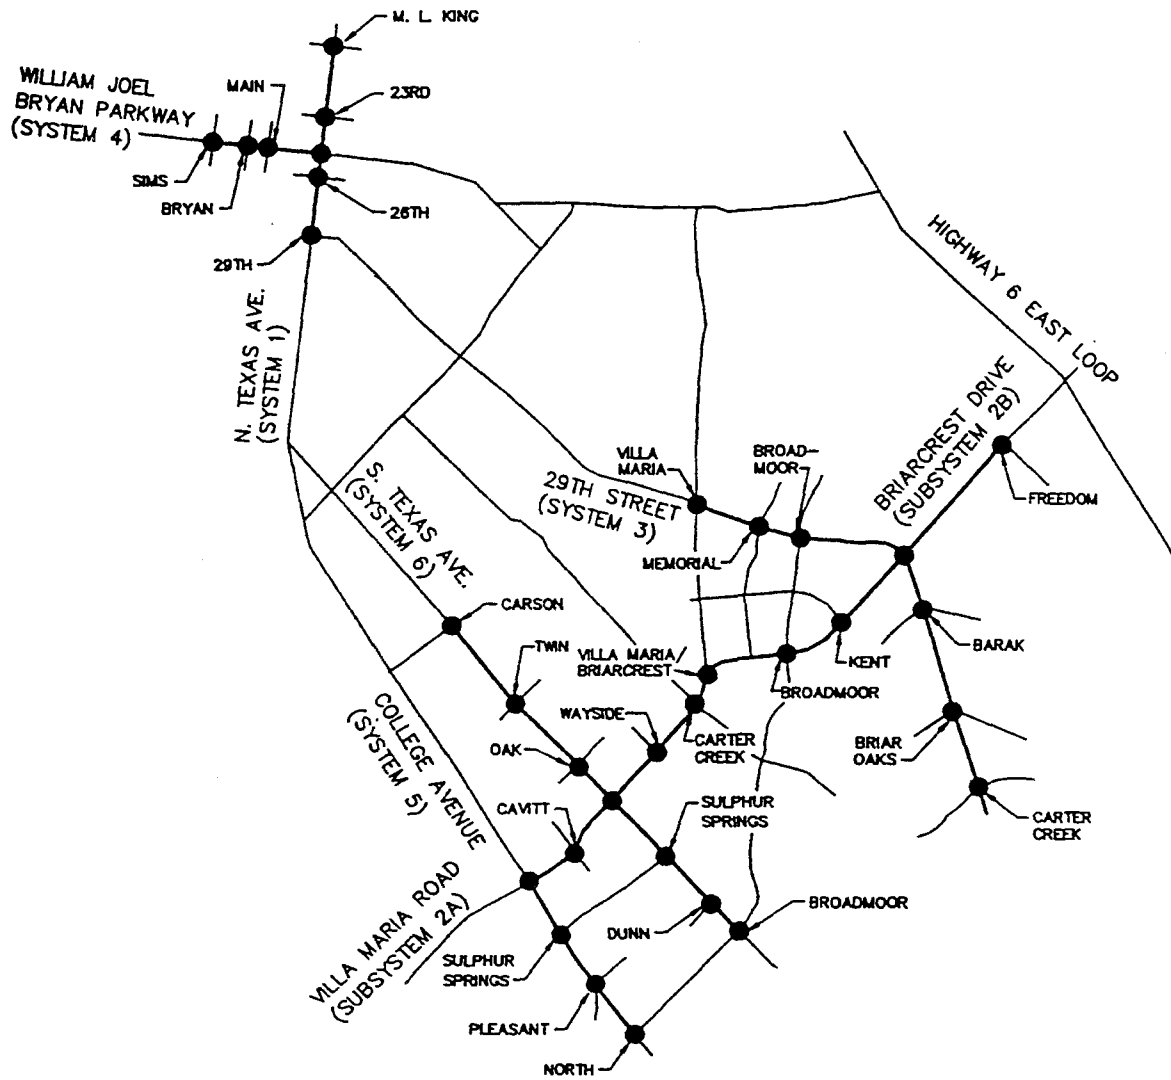 M. L. KING
WILLIAM JOEL
BRYAN PARKWAY
(SYSTEM 4)
MAIN
23RD
SIMS
BRYAN
26TH
29TH
N. TEXAS AVE.
(SYSTEM 1)
HIGHWAY 6 EAST LOOP
BRIARCREST DRIVE
(SUBSYSTEM 2B)
VILLA
MARIA
BROAD-
MOOR
29TH STREET
(SYSTEM 3)
FREEDOM
S. TEXAS AVE.
(SYSTEM 6)
MEMORIAL
CARSON
TWIN
VILLA MARIA/
BRIARCREST
KENT
BARAK
BROADMOOR
WAYSIDE
CARTER
CREEK
BRIAR
OAKS
OAK
COLLEGE AVENUE
(SYSTEM 5)
CAVITT
SULPHUR
SPRINGS
CARTER
CREEK
VILLA MARIA ROAD
(SUBSYSTEM 2A)
BROADMOOR
DUNN
SULPHUR
SPRINGS
PLEASANT
NORTH